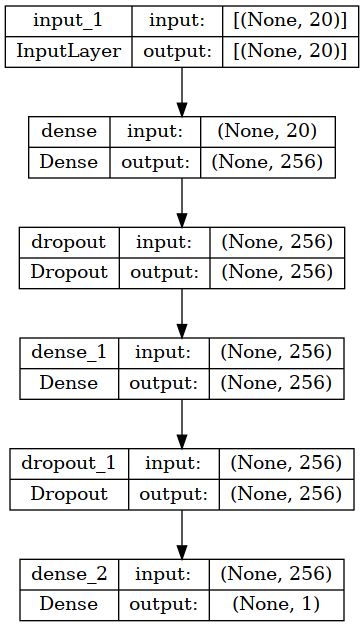 input_1 input: [(None, 20)]
InputLayer output: [(None, 20)]
dense input: (None, 20)
Dense output: (None, 256)
dropout input: (None, 256)
Dropout output: (None, 256)
dense_1 input: (None, 256)
Dense output: (None, 256)
dropout_1 input: (None, 256)
Dropout output: (None, 256)
dense_2 input: (None, 256)
Dense output: (None, 1)